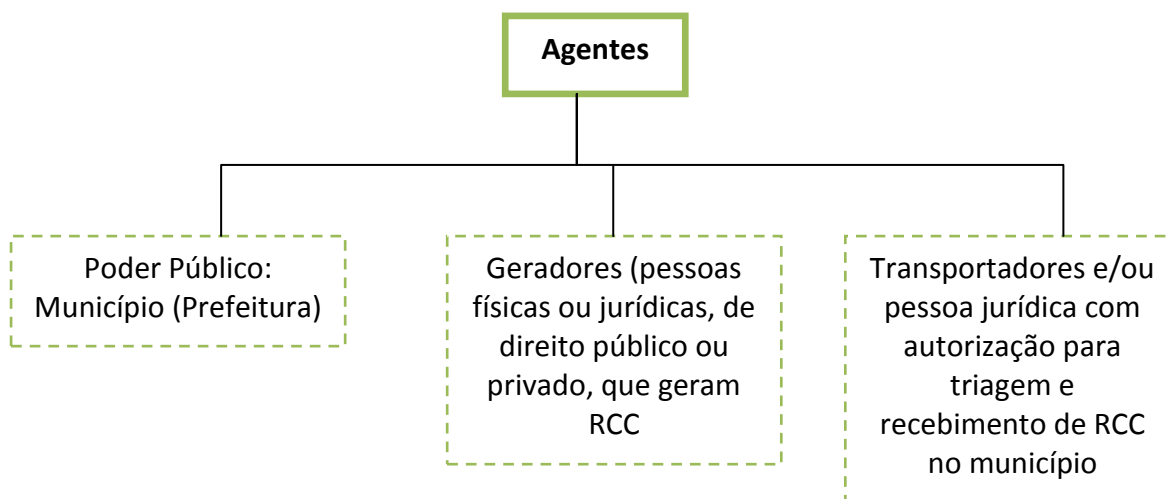 Agentes
Poder Público:
Município (Prefeitura)
Geradores (pessoas
físicas ou jurídicas, de
direito público ou
privado, que geram
RCC
Transportadores e/ou
pessoa jurídica com
autorização para
triagem e
recebimento de RCC
no município